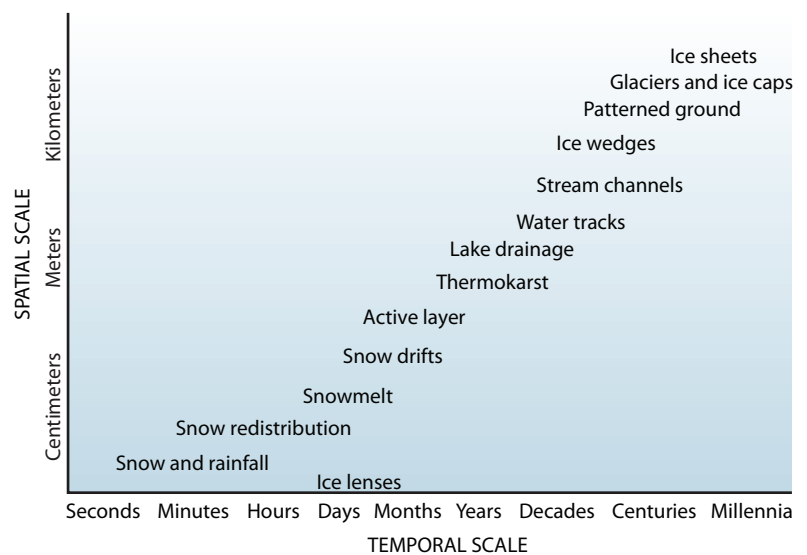 Ice sheets
Glaciers and ice caps
Patterned ground
Ice wedges
Stream channels
Water tracks
Lake drainage
Thermokarst
Active layer
Snow drifts
Snowmelt
Snow redistribution
Snow and rainfall
Ice lenses
SPATIAL SCALE
Kilometers
Meters
Centimeters
Seconds Minutes Hours Days Months Years Decades Centuries Millennia
TEMPORAL SCALE